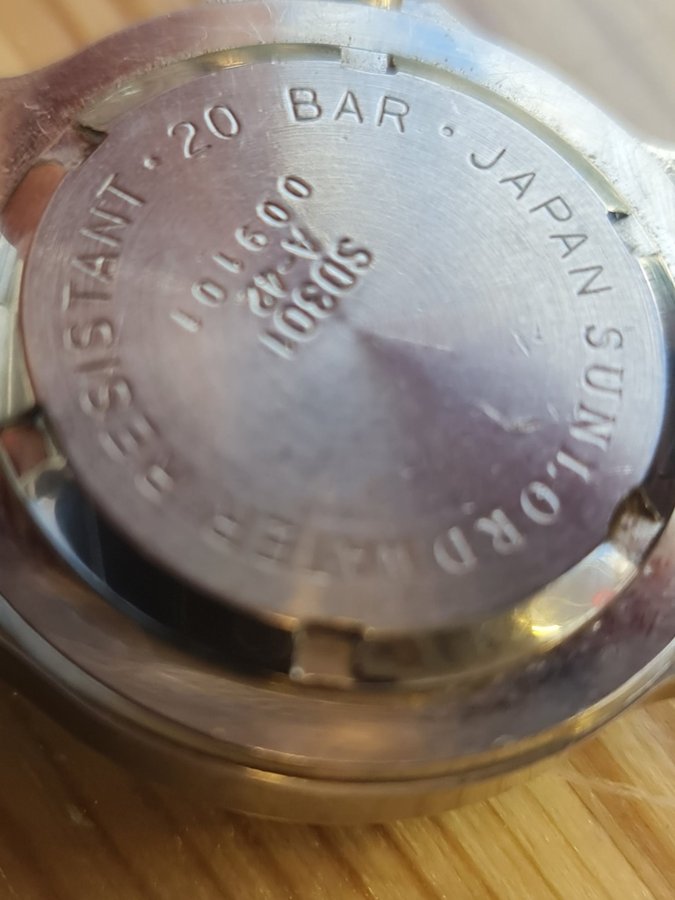 SUNLORD WATER RESISTANT · 20 BAR · JAPAN
SD301
A-42
009101